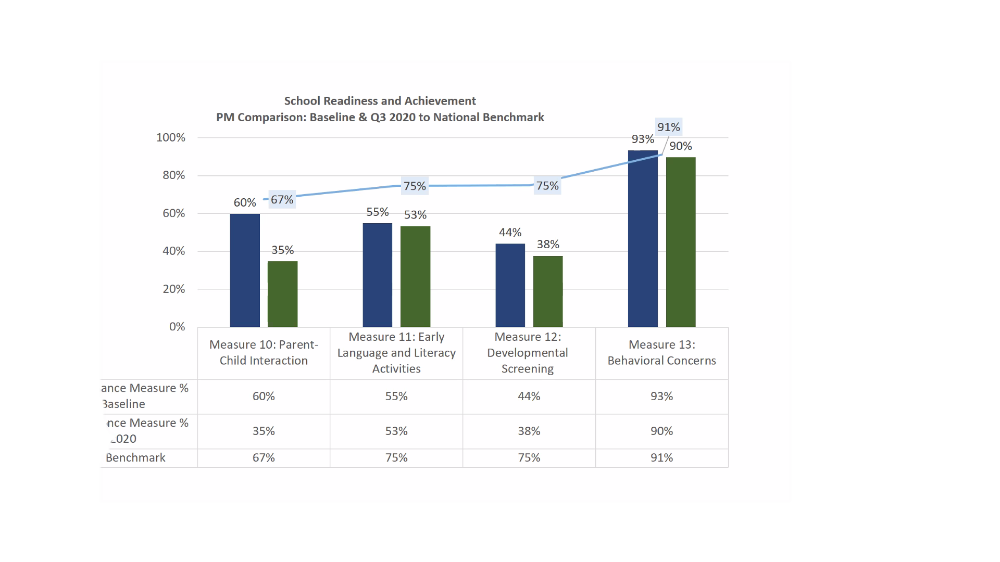 School Readiness and Achievement
PM Comparison: Baseline & Q3 2020 to National Benchmark
91%
100%
93%
90%
80%
75%
75%
67%
60%
60%
55%
53%
44%
38%
40%
35%
20%
0%
Measure 10: Parent-
Child Interaction
Measure 11: Early
Language and Literacy
Activities
Measure 12:
Developmental
Screening
Measure 13:
Behavioral Concerns
Measure %
Baseline
60%
55%
44%
93%
Measure %
35%
53%
38%
90%
Benchmark
67%
75%
75%
91%